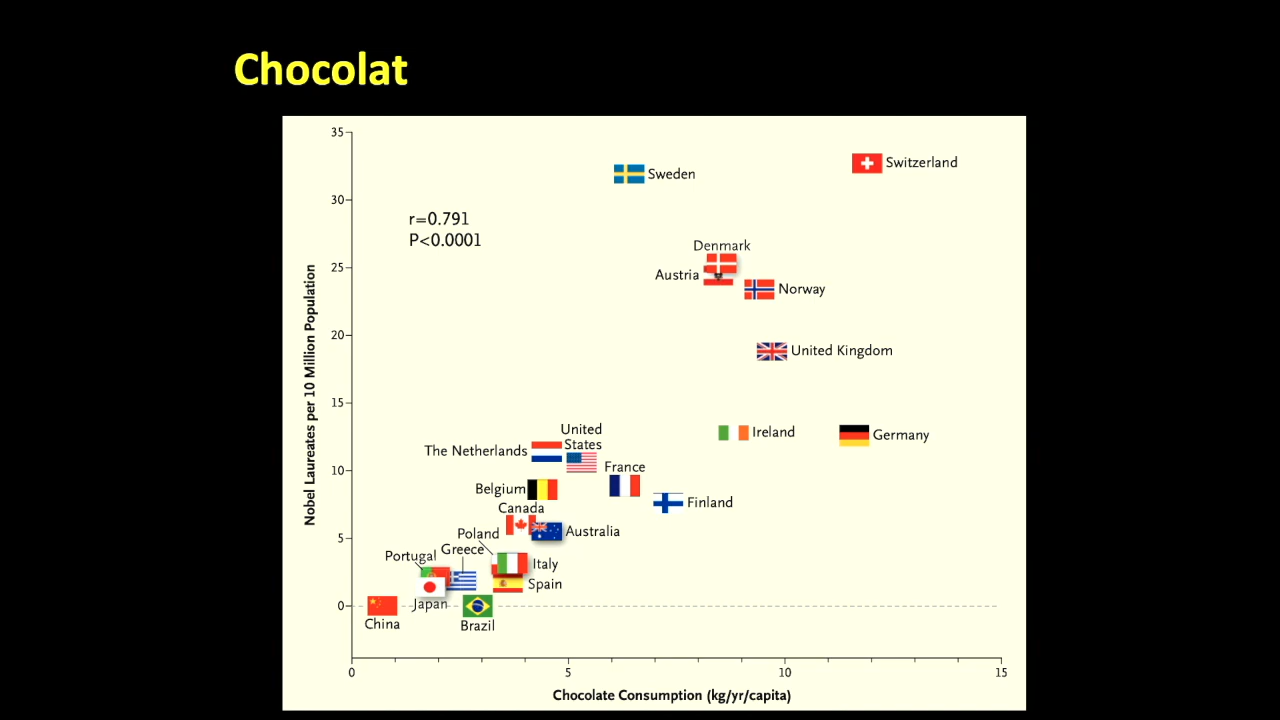 Chocolat
35
Switzerland
Sweden
30
r=0.791
P<0.0001
Denmark
25
Austria
Norway
Nobel Laureates per 10 Million Population
20
United Kingdom
15
United
States
Ireland
Germany
The Netherlands
10
France
Belgium
Finland
Canada
Poland
Australia
5
Greece
Portugal
Italy
Spain
0
Japan
China
Brazil
0
5
10
15
Chocolate Consumption (kg/yr/capita)